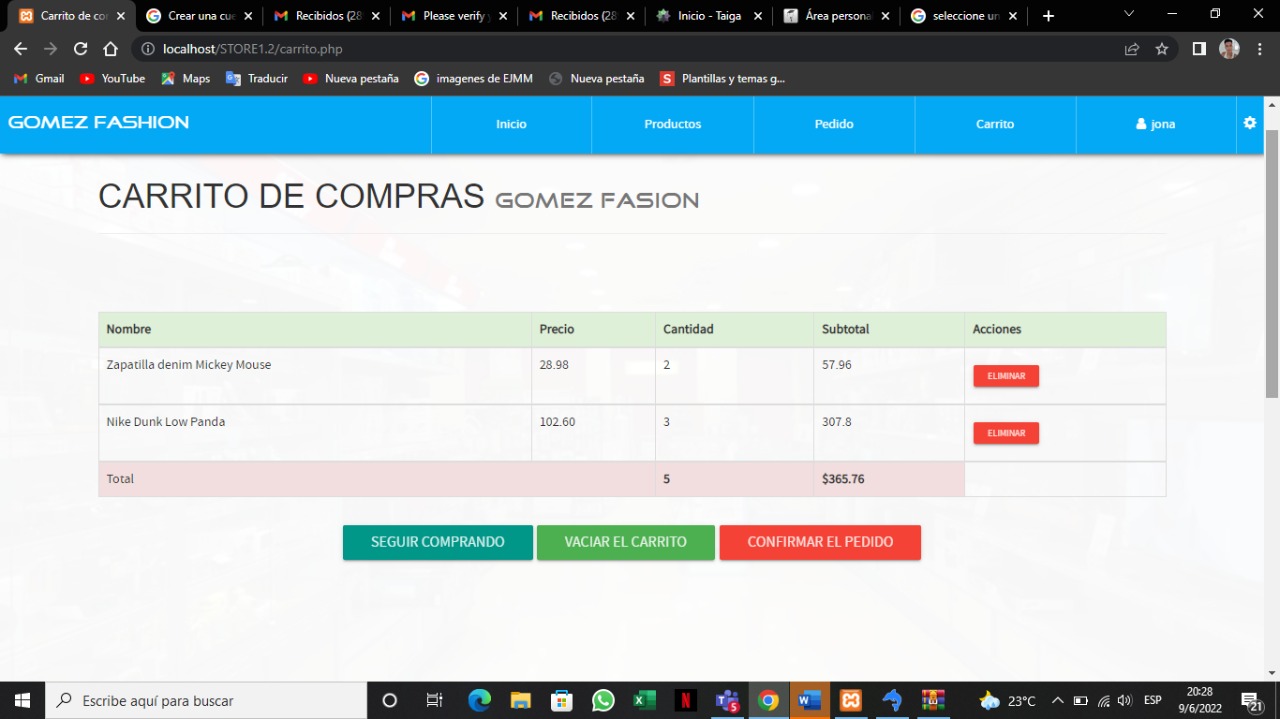 Carrito de co
Crear una cue
Recibidos (28
Please verify y
Recibidos (28
Inicio - Taiga
Área personal
seleccione un
localhost/STORE1.2/carrito.php
Gmail
YouTube
Maps
Traducir
Nueva pestaña
imagenes de EJMM
Nueva pestaña
Plantillas y temas g...
GOMEZ FASHION
Inicio
Productos
Pedido
Carrito
jona
CARRITO DE COMPRAS GOMEZ FASION
Nombre Precio Cantidad Subtotal Acciones
Zapatilla denim Mickey Mouse 28.98 2 57.96 ELIMINAR
Nike Dunk Low Panda 102.60 3 307.8 ELIMINAR
Total 5 $365.76
SEGUIR COMPRANDO
VACIAR EL CARRITO
CONFIRMAR EL PEDIDO
Escribe aquí para buscar
23°C
ESP
20:28
9/6/2022
21